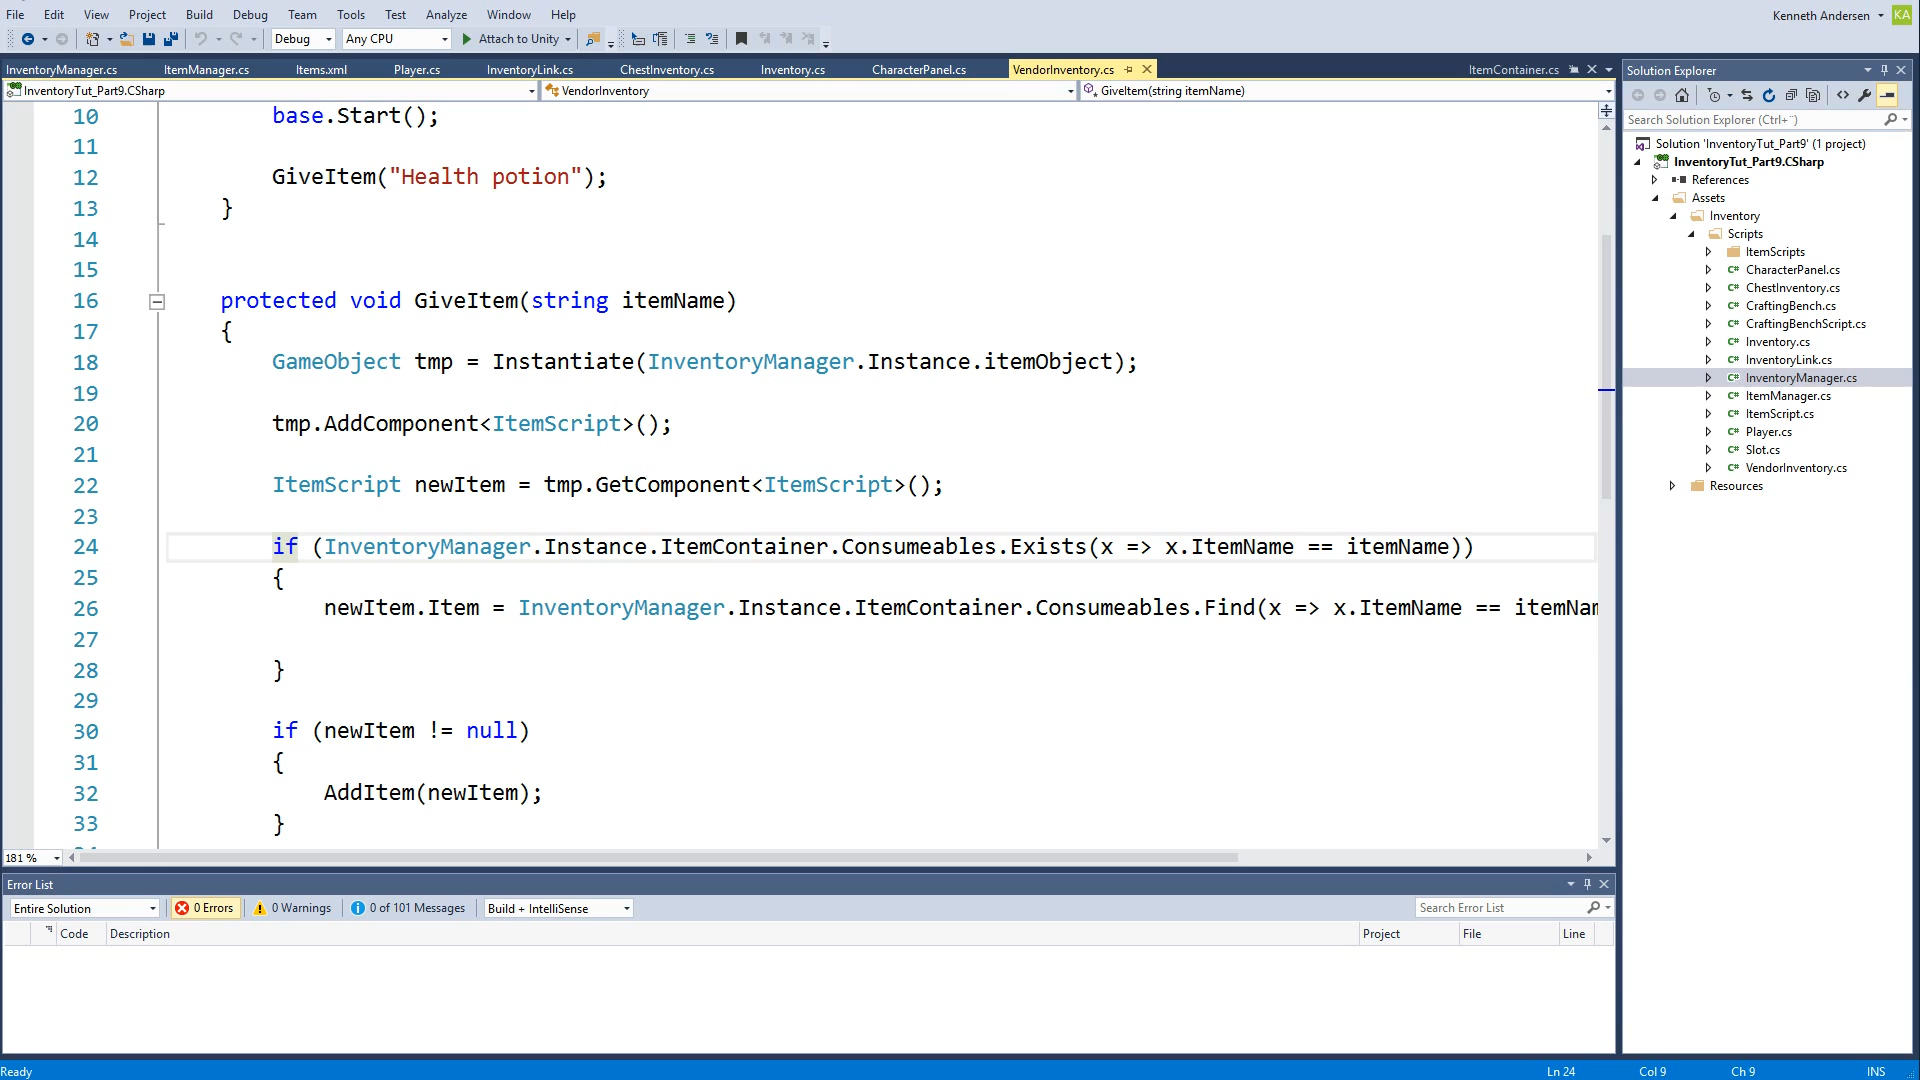 File Edit View Project Build Debug Team Tools Test Analyze Window Help
Kenneth Andersen KA
Debug Any CPU Attach to Unity
InventoryManager.cs ItemManager.cs Items.xml Player.cs InventoryLink.cs ChestInventory.cs Inventory.cs CharacterPanel.cs VendorInventory.cs ItemContainer.cs
InventoryTut_Part9.CSharp VendorInventory GiveItem(string itemName)
10 base.Start();
11
12 GiveItem("Health potion");
13 }
14
15
16 protected void GiveItem(string itemName)
17 {
18 GameObject tmp = Instantiate(InventoryManager.Instance.itemObject);
19
20 tmp.AddComponent<ItemScript>();
21
22 ItemScript newItem = tmp.GetComponent<ItemScript>();
23
24 if (InventoryManager.Instance.ItemContainer.Consumeables.Exists(x => x.ItemName == itemName))
25 {
26 newItem.Item = InventoryManager.Instance.ItemContainer.Consumeables.Find(x => x.ItemName == itemNam
27
28 }
29
30 if (newItem != null)
31 {
32 AddItem(newItem);
33 }
181 %
Solution Explorer
Search Solution Explorer (Ctrl+¨)
Solution 'InventoryTut_Part9' (1 project)
InventoryTut_Part9.CSharp
References
Assets
Inventory
Scripts
ItemScripts
C# CharacterPanel.cs
C# ChestInventory.cs
C# CraftingBench.cs
C# CraftingBenchScript.cs
C# Inventory.cs
C# InventoryLink.cs
C# InventoryManager.cs
C# ItemManager.cs
C# ItemScript.cs
C# Player.cs
C# Slot.cs
C# VendorInventory.cs
Resources
Error List
Entire Solution 0 Errors 0 Warnings 0 of 101 Messages Build + IntelliSense Search Error List
Code Description Project File Line
Ready Ln 24 Col 9 Ch 9 INS